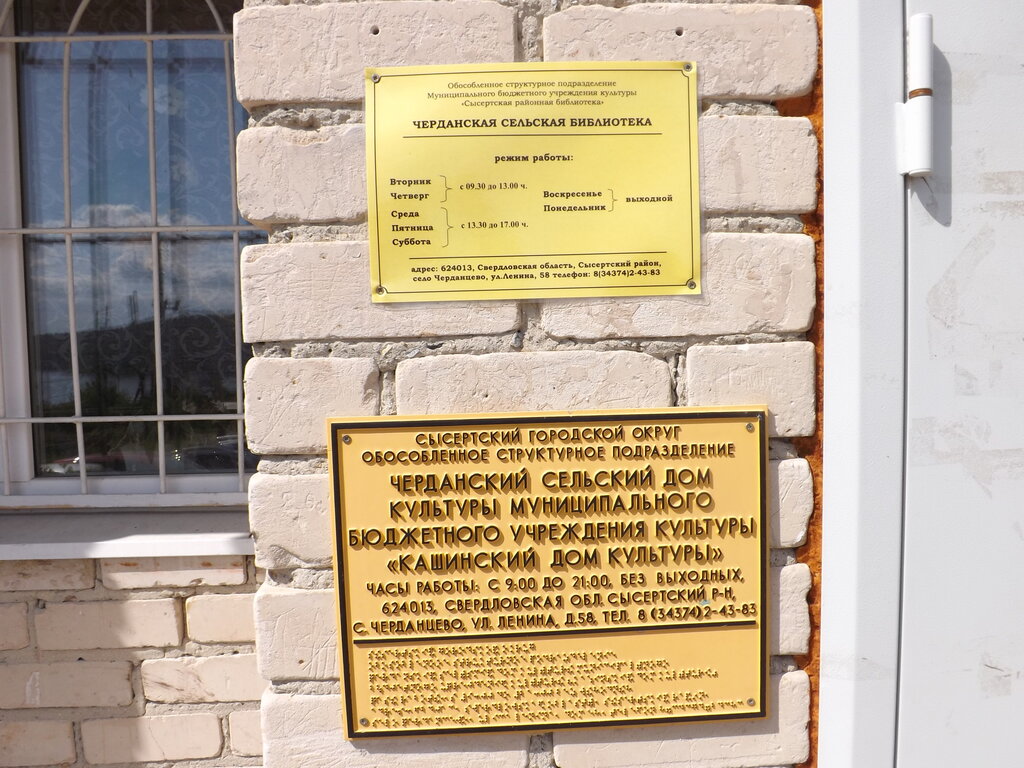 Обособленное структурное подразделение
Муниципального бюджетного учреждения культуры
«Сысертская районная библиотека»
ЧЕРДАНСКАЯ СЕЛЬСКАЯ БИБЛИОТЕКА
режим работы:
Вторник
Четверг
с 09.30 до 13.00 ч.
Среда
Пятница
Суббота
с 13.30 до 17.00 ч.
Воскресенье
Понедельник
выходной
адрес: 624013, Свердловская область, Сысертский район,
село Черданцево, ул.Ленина, 58 телефон: 8(34374)2-43-83
СЫСЕРТСКИЙ ГОРОДСКОЙ ОКРУГ
ОБОСОБЛЕННОЕ СТРУКТУРНОЕ ПОДРАЗДЕЛЕНИЕ
ЧЕРДАНСКИЙ СЕЛЬСКИЙ ДОМ
КУЛЬТУРЫ МУНИЦИПАЛЬНОГО
БЮДЖЕТНОГО УЧРЕЖДЕНИЯ КУЛЬТУРЫ
«КАШИНСКИЙ ДОМ КУЛЬТУРЫ»
ЧАСЫ РАБОТЫ: С 9:00 ДО 21:00, БЕЗ ВЫХОДНЫХ,
624013, СВЕРДЛОВСКАЯ ОБЛ. СЫСЕРТСКИЙ Р-Н,
С. ЧЕРДАНЦЕВО, УЛ. ЛЕНИНА, Д.58, ТЕЛ. 8 (34374)2-43-83